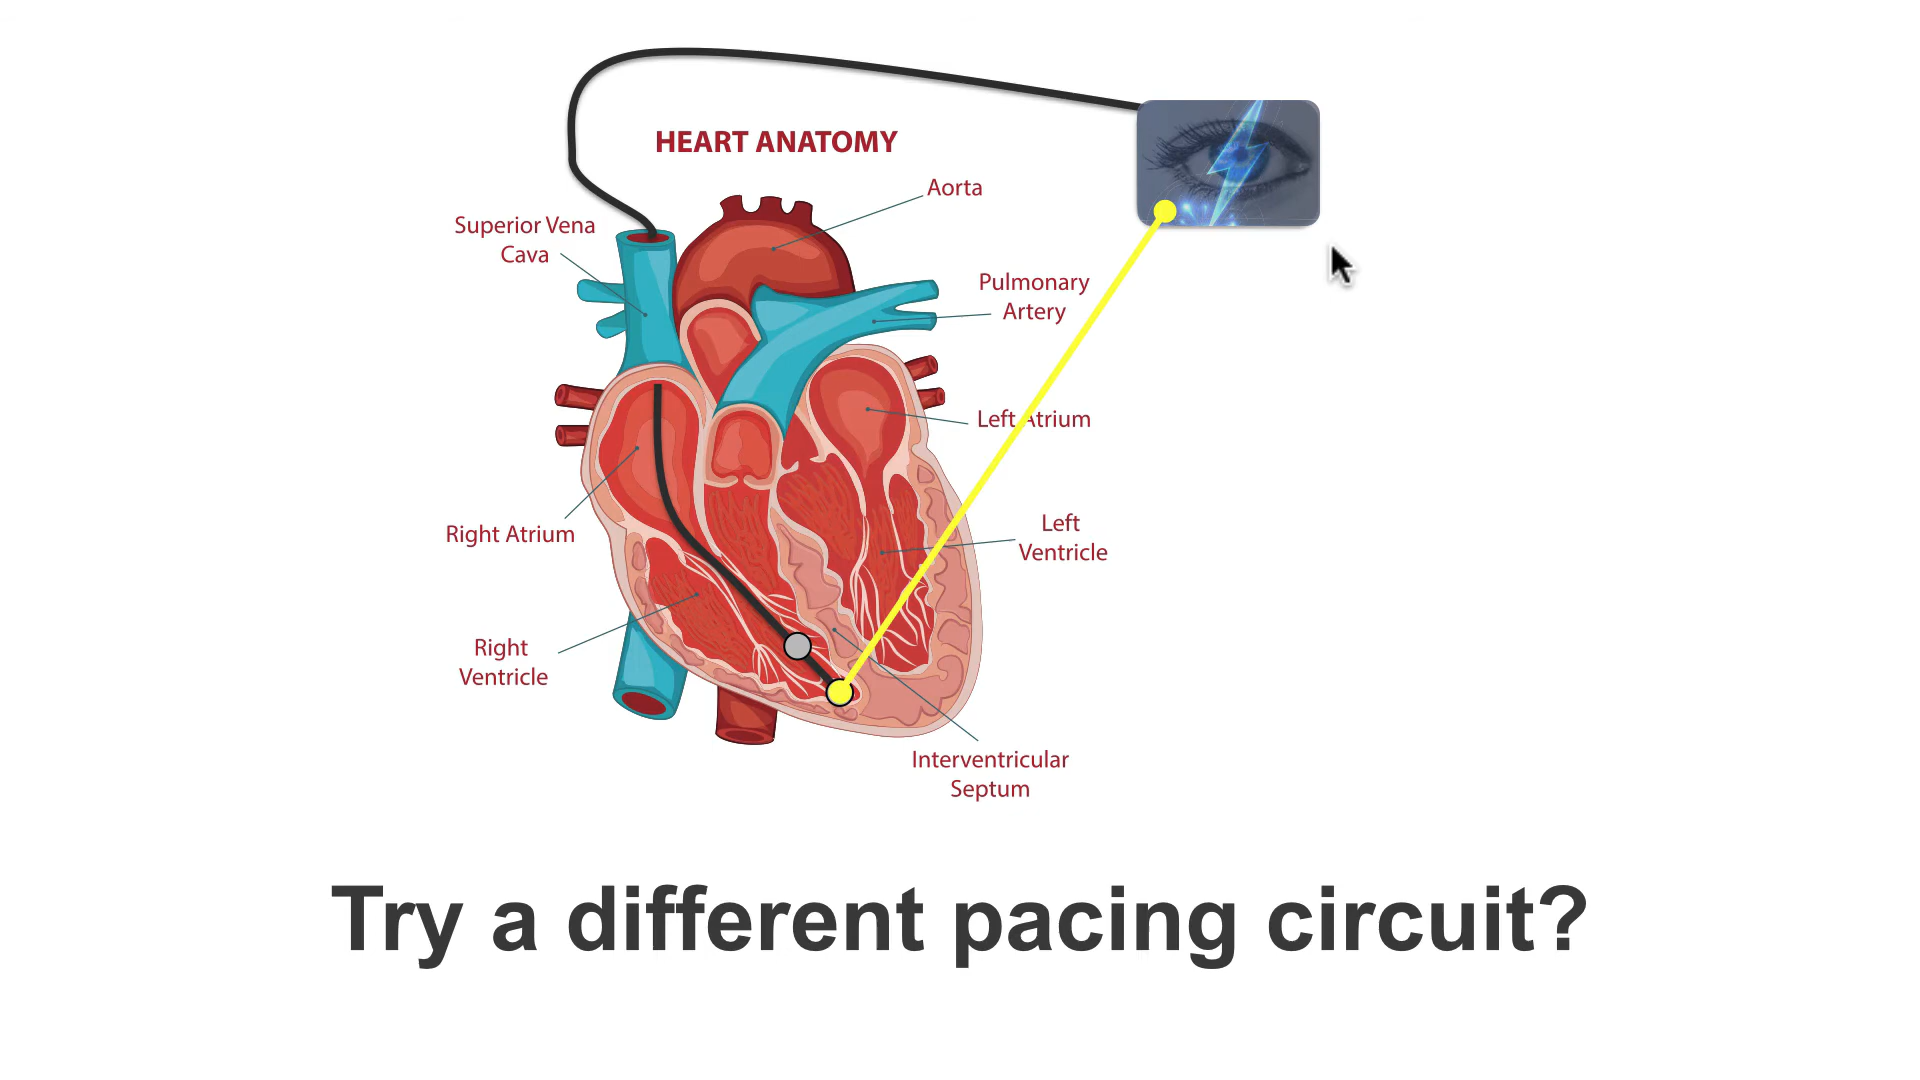 HEART ANATOMY
Aorta
Superior Vena
Cava
Pulmonary
Artery
Left Atrium
Right Atrium
Left
Ventricle
Right
Ventricle
Interventricular
Septum
Try a different pacing circuit?